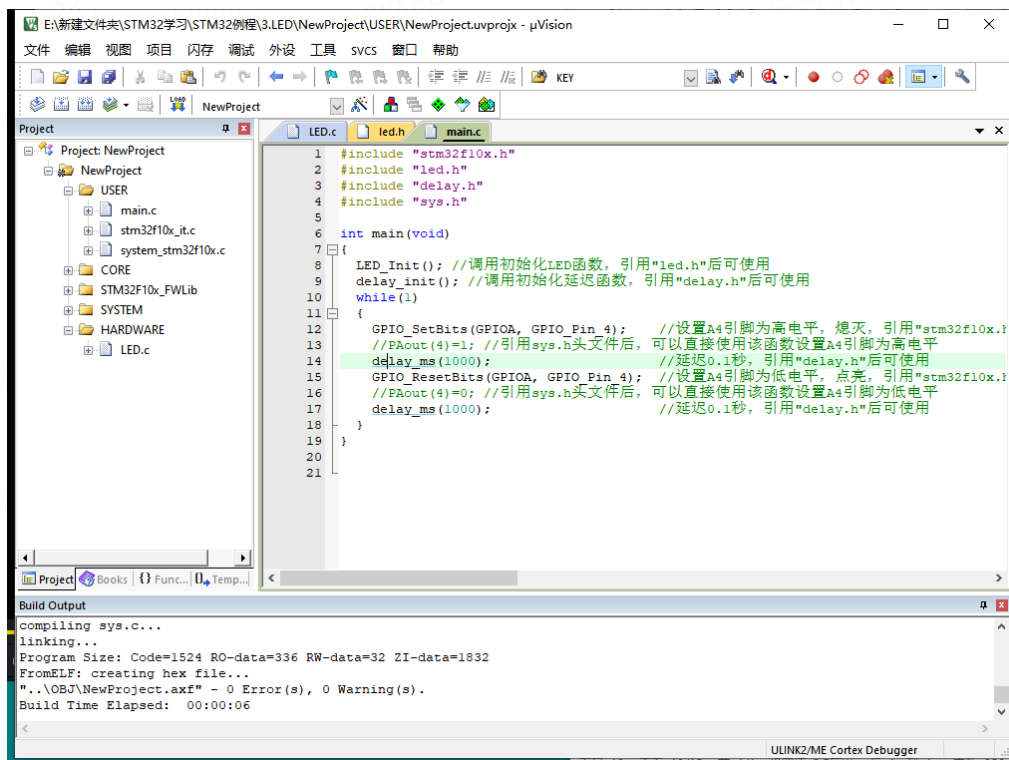 E:\新建文件夹\STM32学习\STM32例程\3.LED\NewProject\USER\NewProject.uvprojx - µVision
文件 编辑 视图 项目 闪存 调试 外设 工具 SVCS 窗口 帮助
KEY
LOAD NewProject
Project
LED.c led.h main.c
Project: NewProject
NewProject
USER
main.c
stm32f10x_it.c
system_stm32f10x.c
CORE
STM32F10x_FWLib
SYSTEM
HARDWARE
LED.c
1 #include "stm32f10x.h"
2 #include "led.h"
3 #include "delay.h"
4 #include "sys.h"
5
6 int main(void)
7 {
8 LED_Init(); //调用初始化LED函数，引用"led.h"后可使用
9 delay_init(); //调用初始化延迟函数，引用"delay.h"后可使用
10 while(1)
11 {
12 GPIO_SetBits(GPIOA, GPIO_Pin_4); //设置A4引脚为高电平，熄灭，引用"stm32f10x.h
13 //PAout(4)=1; //引用sys.h头文件后，可以直接使用该函数设置A4引脚为高电平
14 delay_ms(1000); //延迟0.1秒，引用"delay.h"后可使用
15 GPIO_ResetBits(GPIOA, GPIO_Pin_4); //设置A4引脚为低电平，点亮，引用"stm32f10x.h
16 //PAout(4)=0; //引用sys.h头文件后，可以直接使用该函数设置A4引脚为低电平
17 delay_ms(1000); //延迟0.1秒，引用"delay.h"后可使用
18 }
19 }
20
21
Project Books {} Func... Temp...
Build Output
compiling sys.c...
linking...
Program Size: Code=1524 RO-data=336 RW-data=32 ZI-data=1832
FromELF: creating hex file...
"..\OBJ\NewProject.axf" - 0 Error(s), 0 Warning(s).
Build Time Elapsed: 00:00:06
ULINK2/ME Cortex Debugger